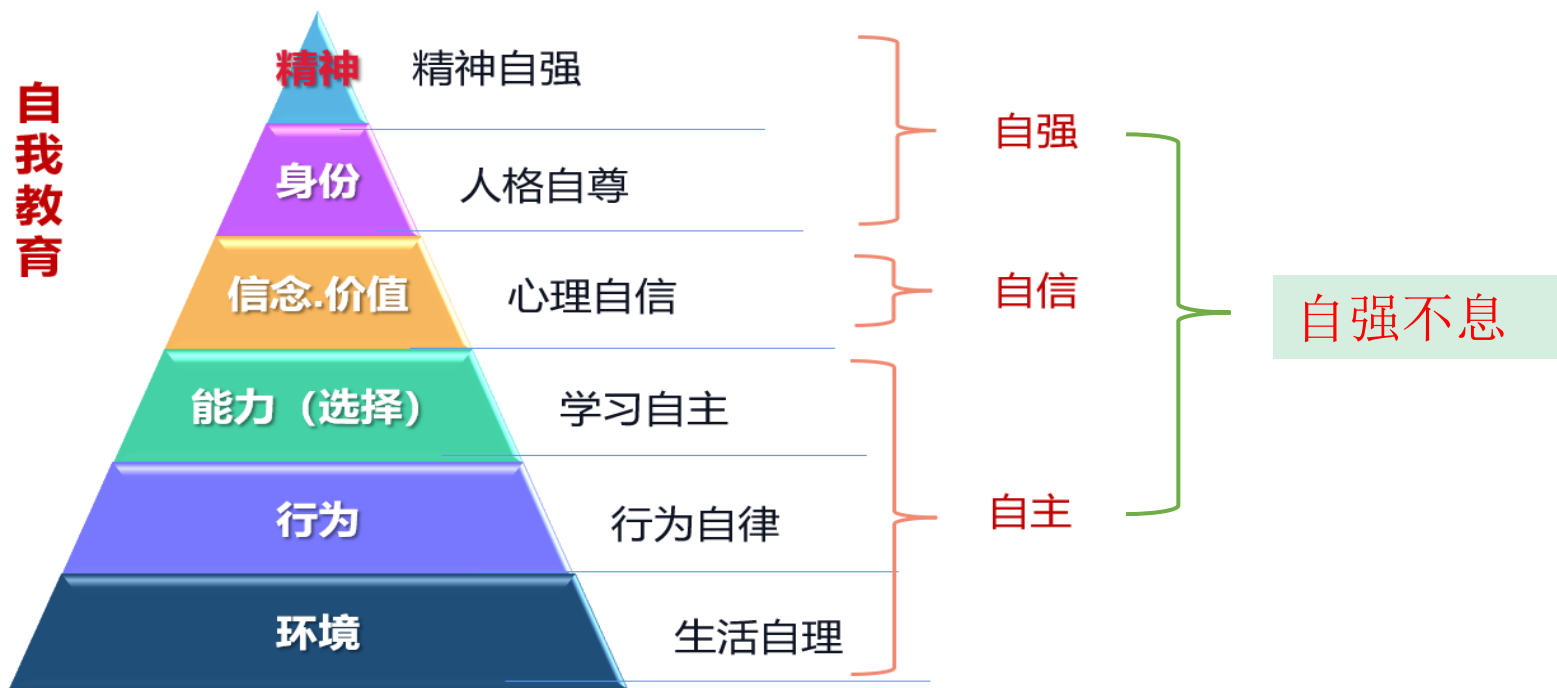 自我教育
精神
精神自强
身份
人格自尊
信念.价值
心理自信
能力（选择）
学习自主
行为
行为自律
环境
生活自理
自强
自信
自主
自强不息